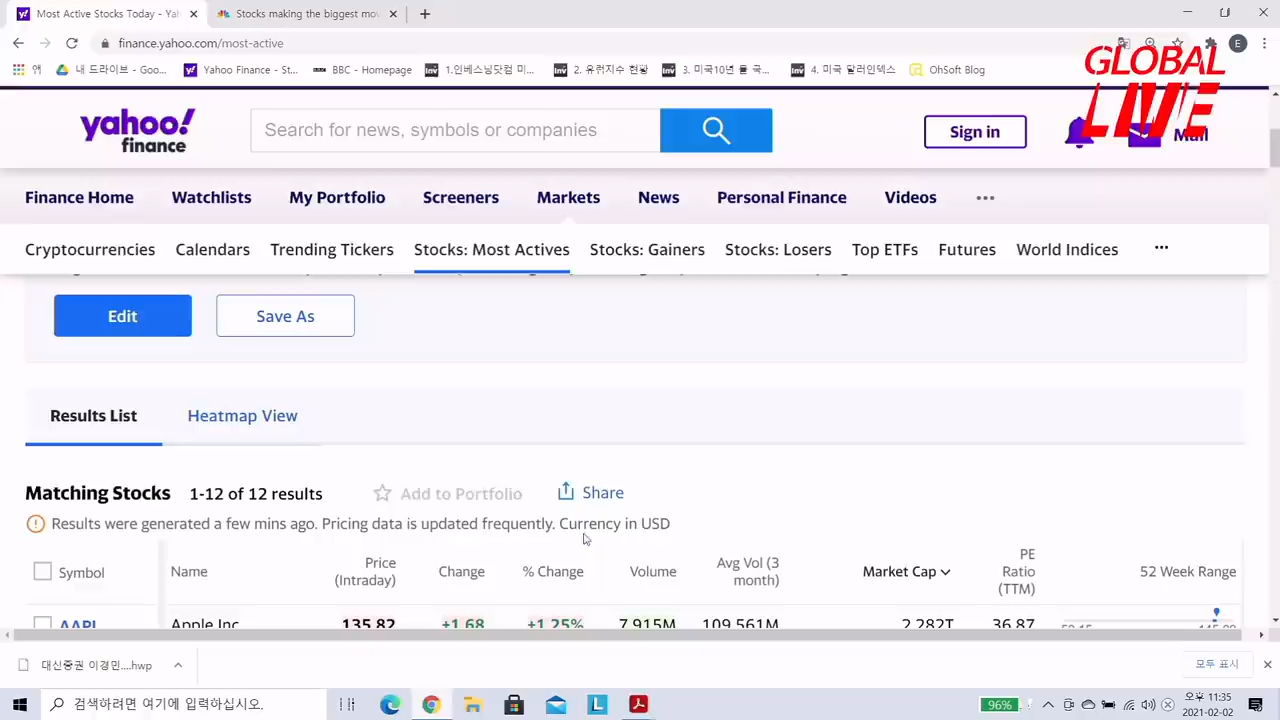 Most Active Stocks Today - Yah
Stocks making the biggest mov
finance.yahoo.com/most-active
E
앱
내 드라이브 - Goo...
Yahoo Finance - St...
BBC - Homepage
1.인베스닝닷컴 미...
2. 유런지수 현황
3. 미국10년 물 국...
4. 미국 달러인덱스
OhSoft Blog
GLOBAL
LIVE
yahoo!
finance
Search for news, symbols or companies
Sign in
Mail
Finance Home
Watchlists
My Portfolio
Screeners
Markets
News
Personal Finance
Videos
Cryptocurrencies
Calendars
Trending Tickers
Stocks: Most Actives
Stocks: Gainers
Stocks: Losers
Top ETFs
Futures
World Indices
Edit
Save As
Results List
Heatmap View
Matching Stocks 1-12 of 12 results
Add to Portfolio
Share
Results were generated a few mins ago. Pricing data is updated frequently. Currency in USD
Symbol
Name
Price
(Intraday)
Change
% Change
Volume
Avg Vol (3
month)
Market Cap
PE
Ratio
(TTM)
52 Week Range
AAPL
Apple Inc.
135.82
+1.68
+1.25%
7.915M
109.561M
2.282T
36.87
대신증권 이경민....hwp
모두 표시
검색하려면 여기에 입력하십시오.
96%
오후 11:35
2021-02-02